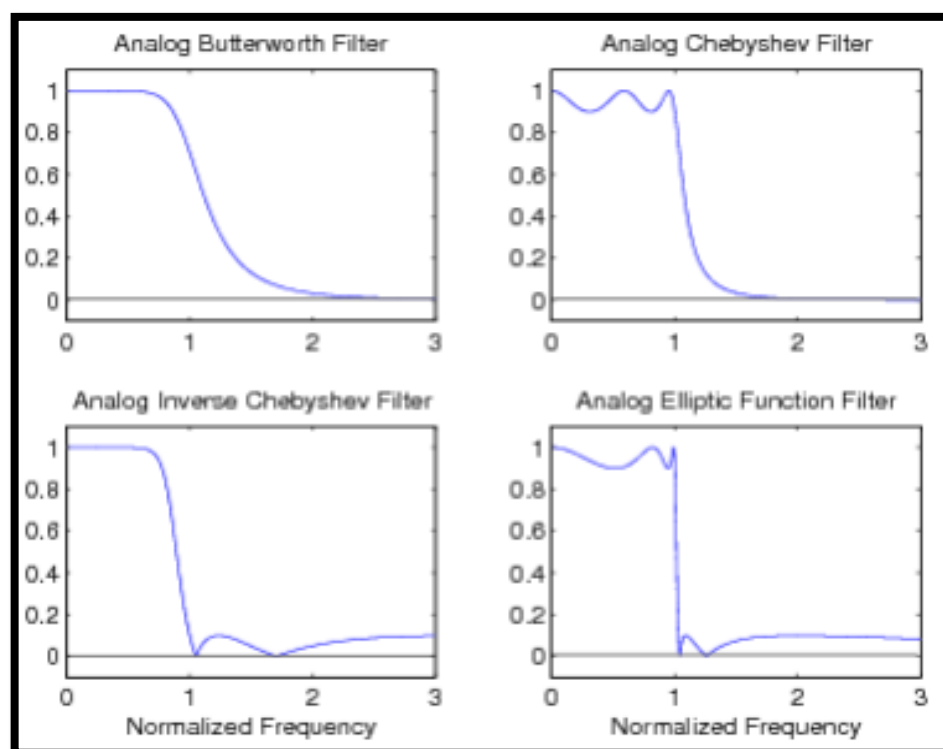 Analog Butterworth Filter
1
0.8
0.6
0.4
0.2
0
0 1 2 3
Analog Chebyshev Filter
1
0.8
0.6
0.4
0.2
0
0 1 2 3
Analog Inverse Chebyshev Filter
1
0.8
0.6
0.4
0.2
0
0 1 2 3
Normalized Frequency
Analog Elliptic Function Filter
1
0.8
0.6
0.4
0.2
0
0 1 2 3
Normalized Frequency